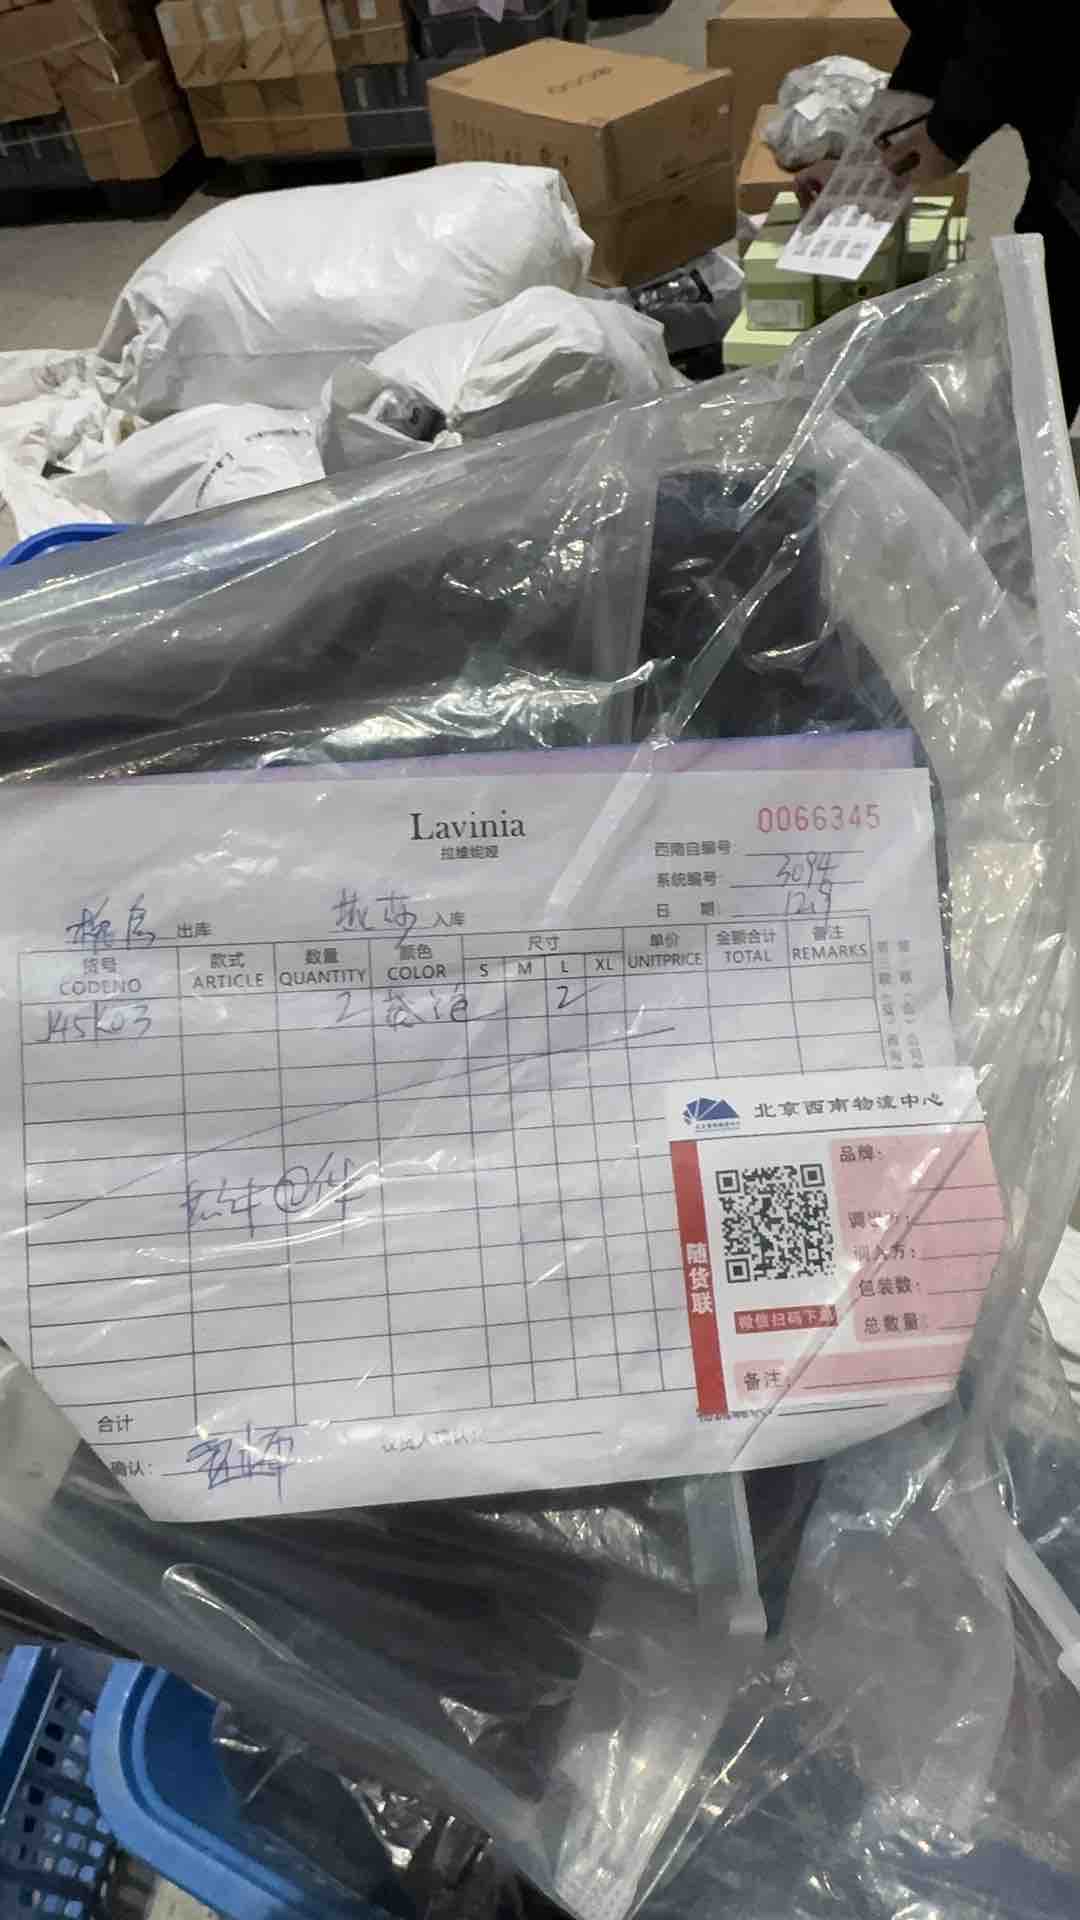 Lavinia
拉维妮娅
0066345
西南自编号:
系统编号: 3094
日 期: 12.9
出库
入库
货号 CODENO
款式 ARTICLE
数量 QUANTITY
颜色 COLOR
尺寸
S M L XL
单价 UNITPRICE
金额合计 TOTAL
备注 REMARKS
J45K03 2 2
合计
确认:
北京西南物流中心
随货联
品牌:
调出方:
调入方:
包装数:
总数量:
微信扫码下
备注: